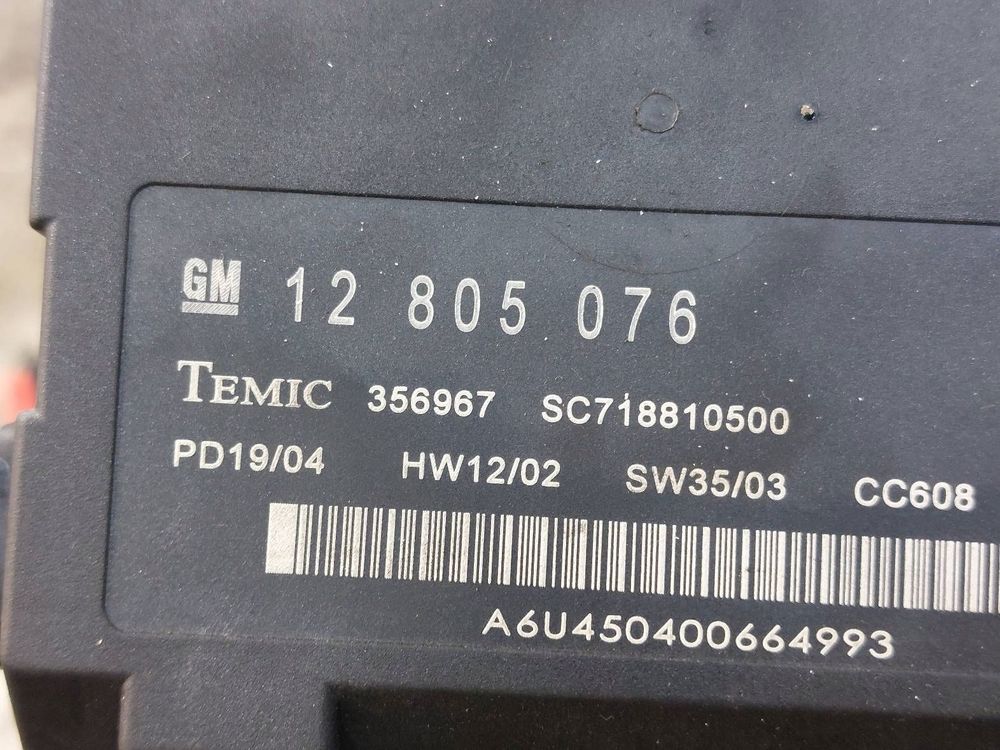 GM 12 805 076
TEMIC 356967 SC718810500
PD19/04 HW12/02 SW35/03 CC608
A6U450400664993